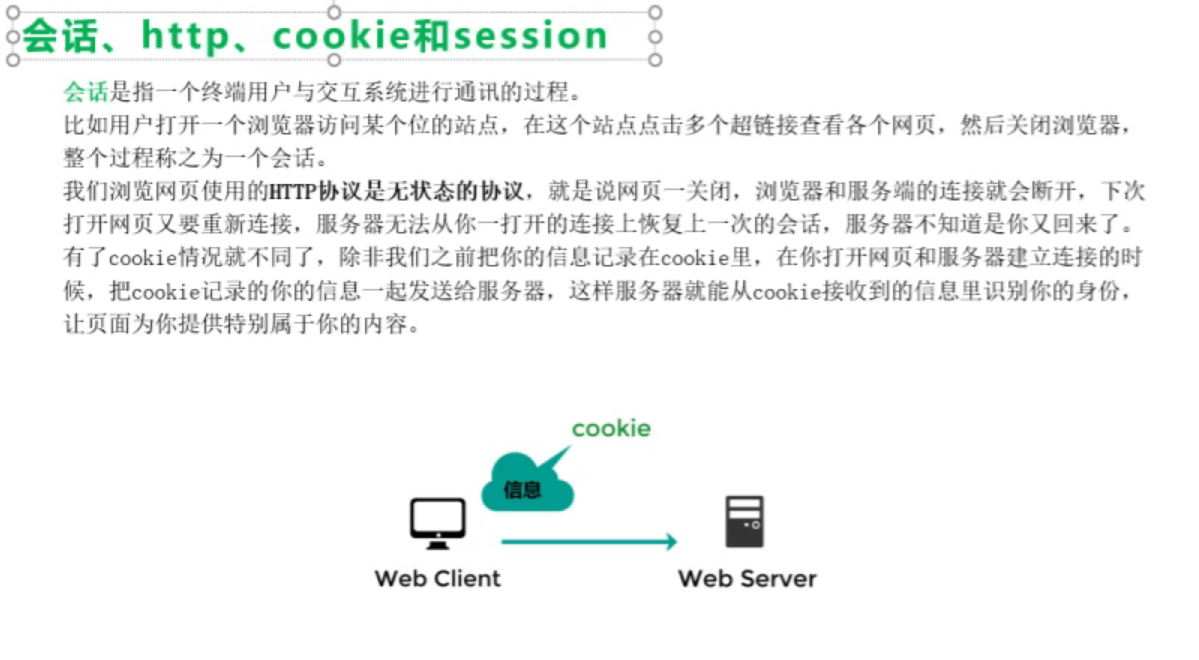 会话、http、cookie和session
会话是指一个终端用户与交互系统进行通讯的过程。
比如用户打开一个浏览器访问某个位的站点，在这个站点点击多个超链接查看各个网页，然后关闭浏览器，
整个过程称之为一个会话。
我们浏览网页使用的HTTP协议是无状态的协议，就是说网页一关闭，浏览器和服务端的连接就会断开，下次
打开网页又要重新连接，服务器无法从你一打开的连接上恢复上一次的会话，服务器不知道是你又回来了。
有了cookie情况就不同了，除非我们之前把你的信息记录在cookie里，在你打开网页和服务器建立连接的时
候，把cookie记录的你的信息一起发送给服务器，这样服务器就能从cookie接收到的信息里识别你的身份，
让页面为你提供特别属于你的内容。
cookie
信息
Web Client
Web Server